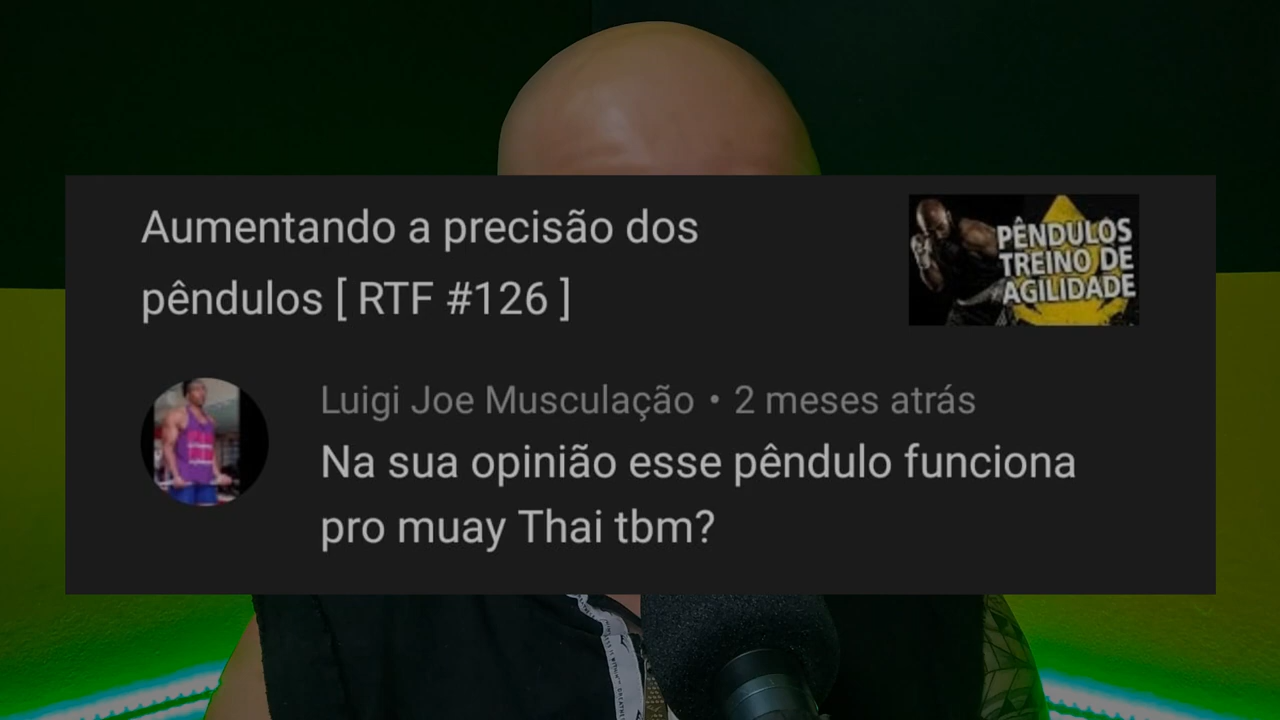 Aumentando a precisão dos
pêndulos [ RTF #126 ]
PÊNDULOS
TREINO DE
AGILIDADE
Luigi Joe Musculação • 2 meses atrás
Na sua opinião esse pêndulo funciona
pro muay Thai tbm?